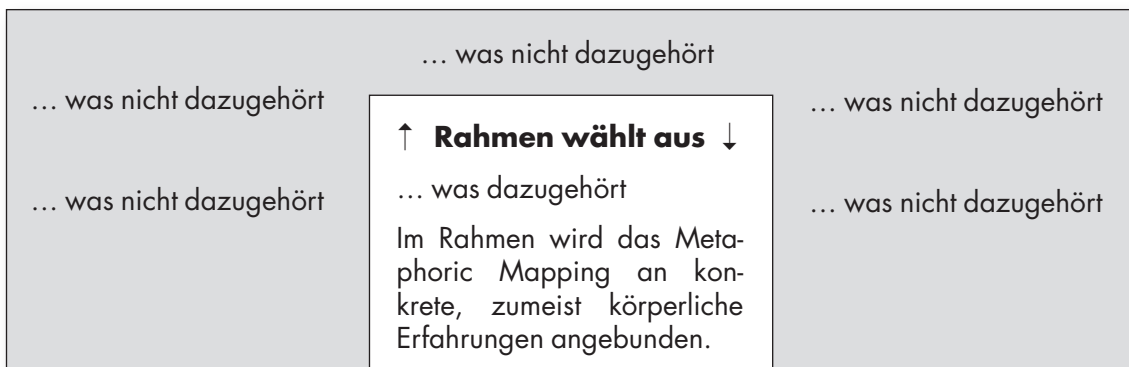 … was nicht dazugehört
… was nicht dazugehört
… was nicht dazugehört
↑ Rahmen wählt aus ↓
… was dazugehört
… was nicht dazugehört
… was nicht dazugehört
Im Rahmen wird das Meta-
phoric Mapping an kon-
krete, zumeist körperliche
Erfahrungen angebunden.